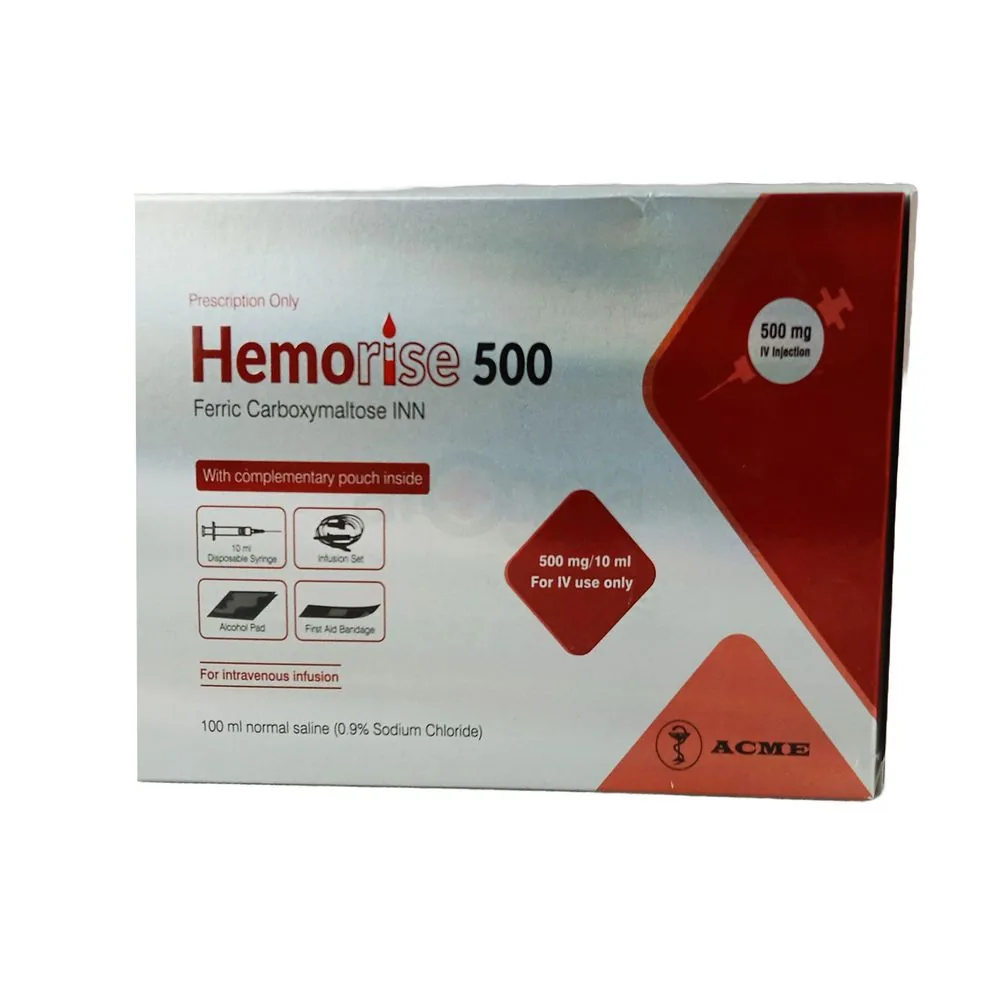 Prescription Only
Hemorise 500
Ferric Carboxymaltose INN
500 mg
IV Injection
With complementary pouch inside
10 ml
Disposable Syringe
Infusion Set
Alcohol Pad
First Aid Bandage
500 mg/10 ml
For IV use only
For intravenous infusion
100 ml normal saline (0.9% Sodium Chloride)
ACME